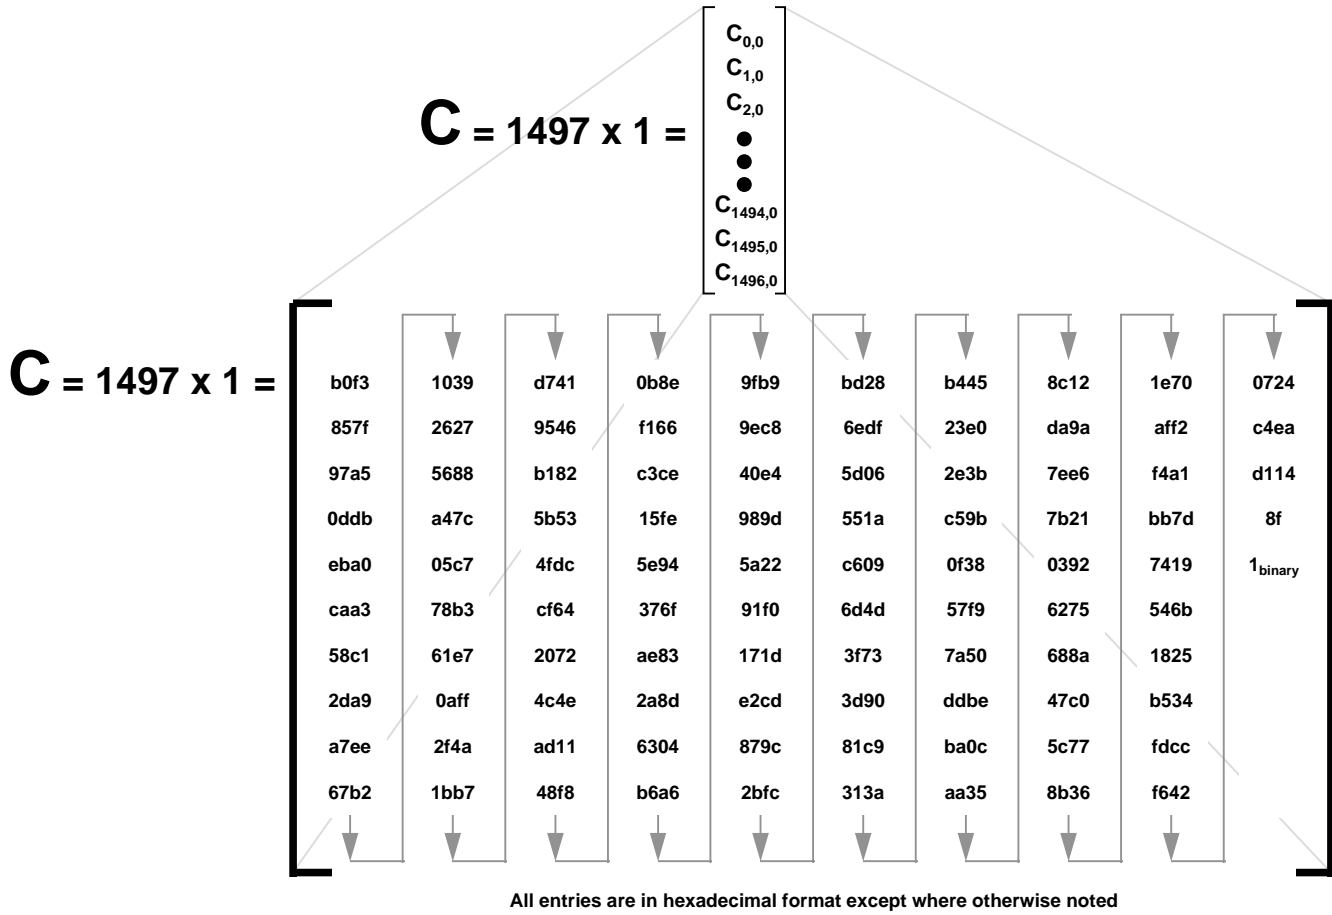 C0,0
C1,0
C2,0
C = 1497 x 1 =
C1494,0
C1495,0
C1496,0
C = 1497 x 1 =
b0f3 1039 d741 0b8e 9fb9 bd28 b445 8c12 1e70 0724
857f 2627 9546 f166 9ec8 6edf 23e0 da9a aff2 c4ea
97a5 5688 b182 c3ce 40e4 5d06 2e3b 7ee6 f4a1 d114
0ddb a47c 5b53 15fe 989d 551a c59b 7b21 bb7d 8f
eba0 05c7 4fdc 5e94 5a22 c609 0f38 0392 7419 1binary
caa3 78b3 cf64 376f 91f0 6d4d 57f9 6275 546b
58c1 61e7 2072 ae83 171d 3f73 7a50 688a 1825
2da9 0aff 4c4e 2a8d e2cd 3d90 ddbe 47c0 b534
a7ee 2f4a ad11 6304 879c 81c9 ba0c 5c77 fdcc
67b2 1bb7 48f8 b6a6 2bfc 313a aa35 8b36 f642
All entries are in hexadecimal format except where otherwise noted